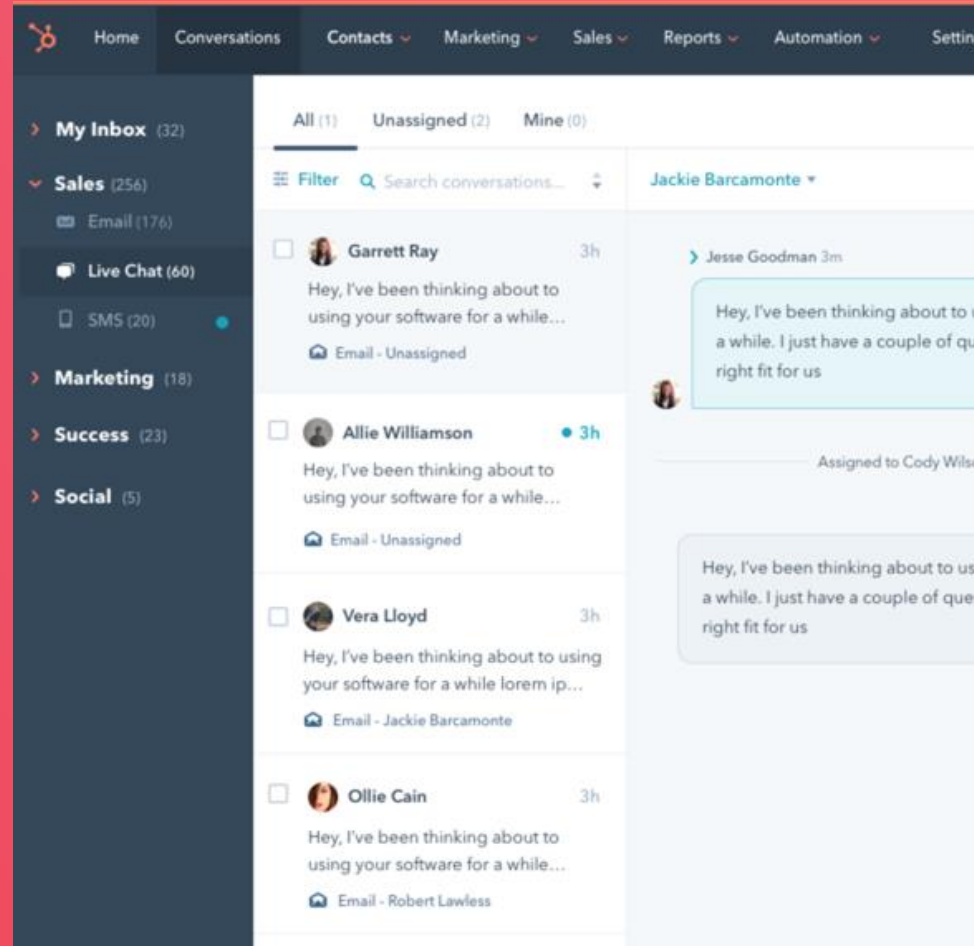 Home Conversations Contacts Marketing Sales Reports Automation
My Inbox (32)
Sales (256)
Email (176)
Live Chat (60)
SMS (20)
Marketing (18)
Success (23)
Social (5)
All (1) Unassigned (2) Mine (0)
Filter Search conversations...
Garrett Ray 3h
Hey, I've been thinking about to
using your software for a while...
Email - Unassigned
Allie Williamson 3h
Hey, I've been thinking about to
using your software for a while...
Email - Unassigned
Vera Lloyd 3h
Hey, I've been thinking about to using
your software for a while lorem ip...
Email - Jackie Barcamonte
Ollie Cain 3h
Hey, I've been thinking about to
using your software for a while...
Email - Robert Lawless
Jackie Barcamonte
Jesse Goodman 3m
Hey, I've been thinking about to
a while. I just have a couple of
right fit for us
Assigned to Cody
Hey, I've been thinking about to
a while. I just have a couple of
right fit for us